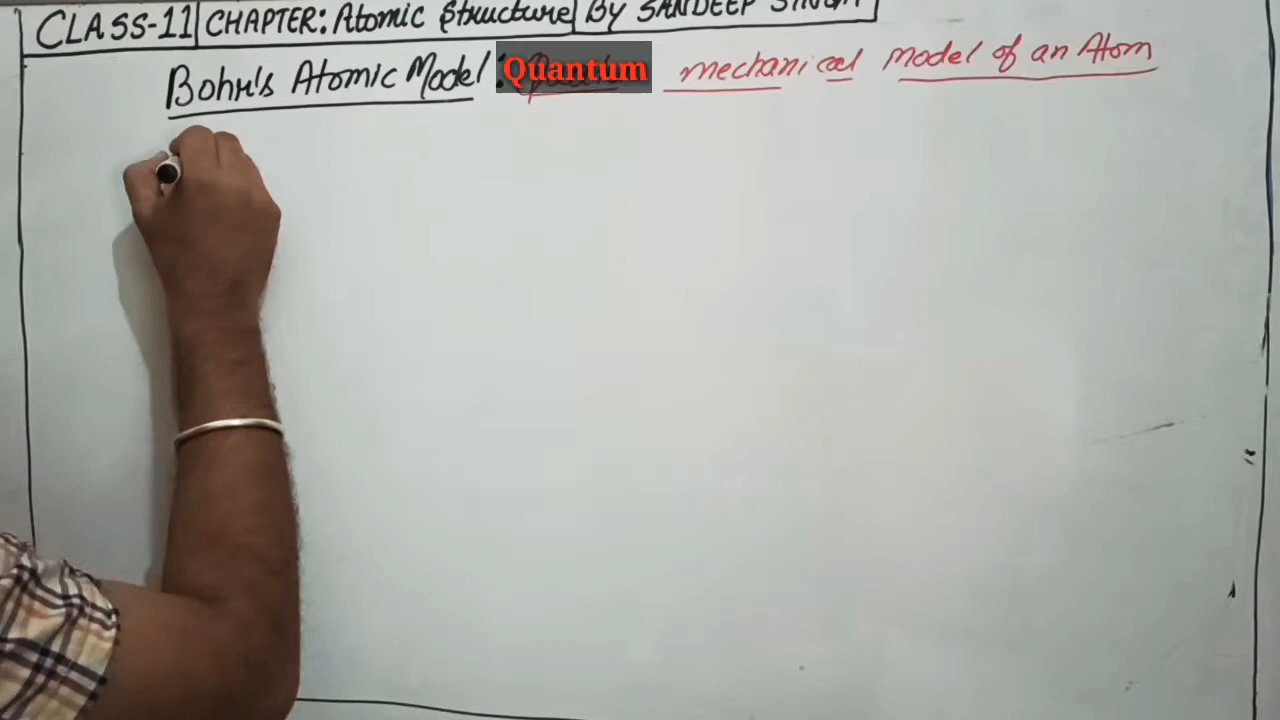 CLASS-11 CHAPTER: Atomic Structure By SANDEEP SINGH
Bohr's Atomic Model : Quantum mechanical Model of an Atom